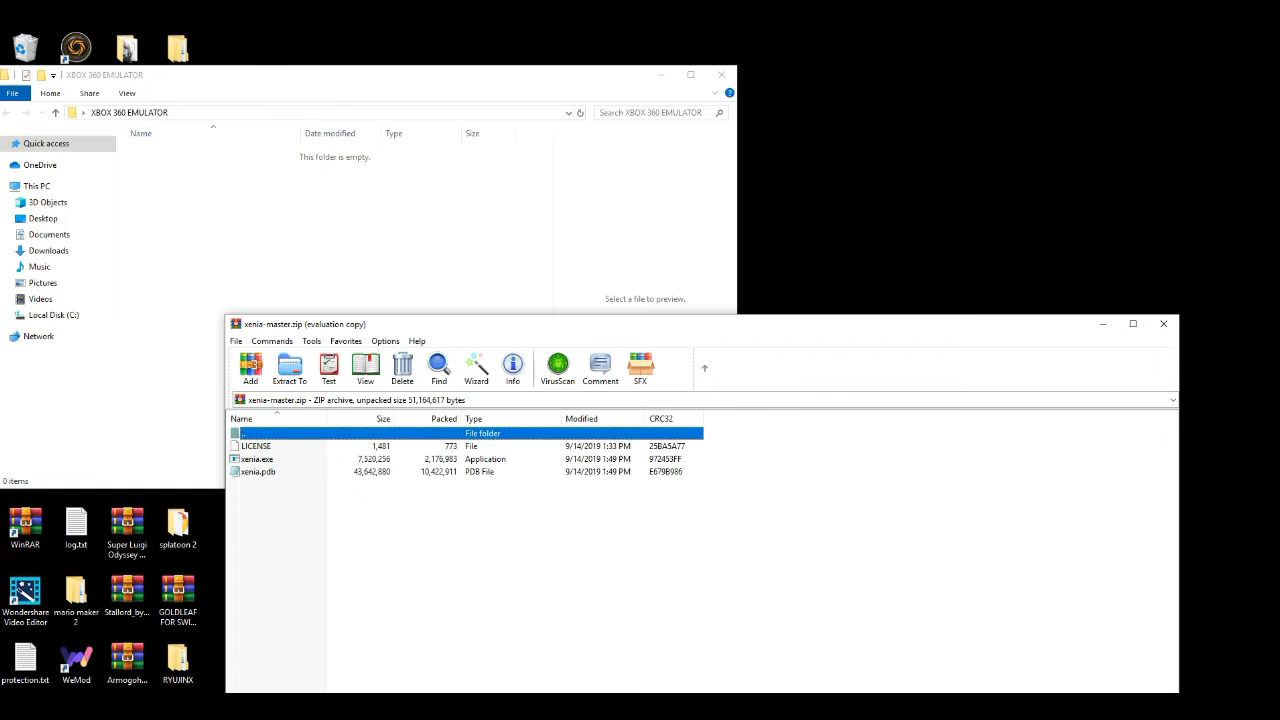 XBOX 360 EMULATOR
File Home Share View
XBOX 360 EMULATOR
Search XBOX 360 EMULATOR
Name Date modified Type Size
This folder is empty.
Quick access
OneDrive
This PC
3D Objects
Desktop
Documents
Downloads
Music
Pictures
Videos
Local Disk (C:)
Network
Select a file to preview.
0 items
xenia-master.zip (evaluation copy)
File Commands Tools Favorites Options Help
Add Extract To Test View Delete Find Wizard Info VirusScan Comment SFX
xenia-master.zip - ZIP archive, unpacked size 51,164,617 bytes
Name Size Packed Type Modified CRC32
.. File folder
LICENSE 1,481 773 File 9/14/2019 1:33 PM 25BA5A77
xenia.exe 7,520,256 2,176,983 Application 9/14/2019 1:49 PM 972453FF
xenia.pdb 43,642,880 10,422,911 PDB File 9/14/2019 1:49 PM E679B986
WinRAR
log.txt
Super Luigi
Odyssey ...
splatoon 2
Wondershare
Video Editor
mario maker
2
Stallord_by...
GOLDLEAF
FOR SWI...
protection.txt
WeMod
Armogoh...
RYUJINX